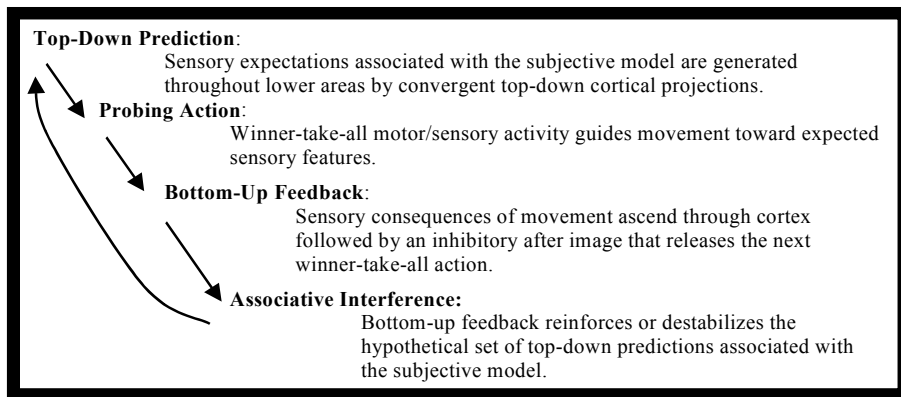 Top-Down Prediction:
Sensory expectations associated with the subjective model are generated
throughout lower areas by convergent top-down cortical projections.
Probing Action:
Winner-take-all motor/sensory activity guides movement toward expected
sensory features.
Bottom-Up Feedback:
Sensory consequences of movement ascend through cortex
followed by an inhibitory after image that releases the next
winner-take-all action.
Associative Interference:
Bottom-up feedback reinforces or destabilizes the
hypothetical set of top-down predictions associated with
the subjective model.